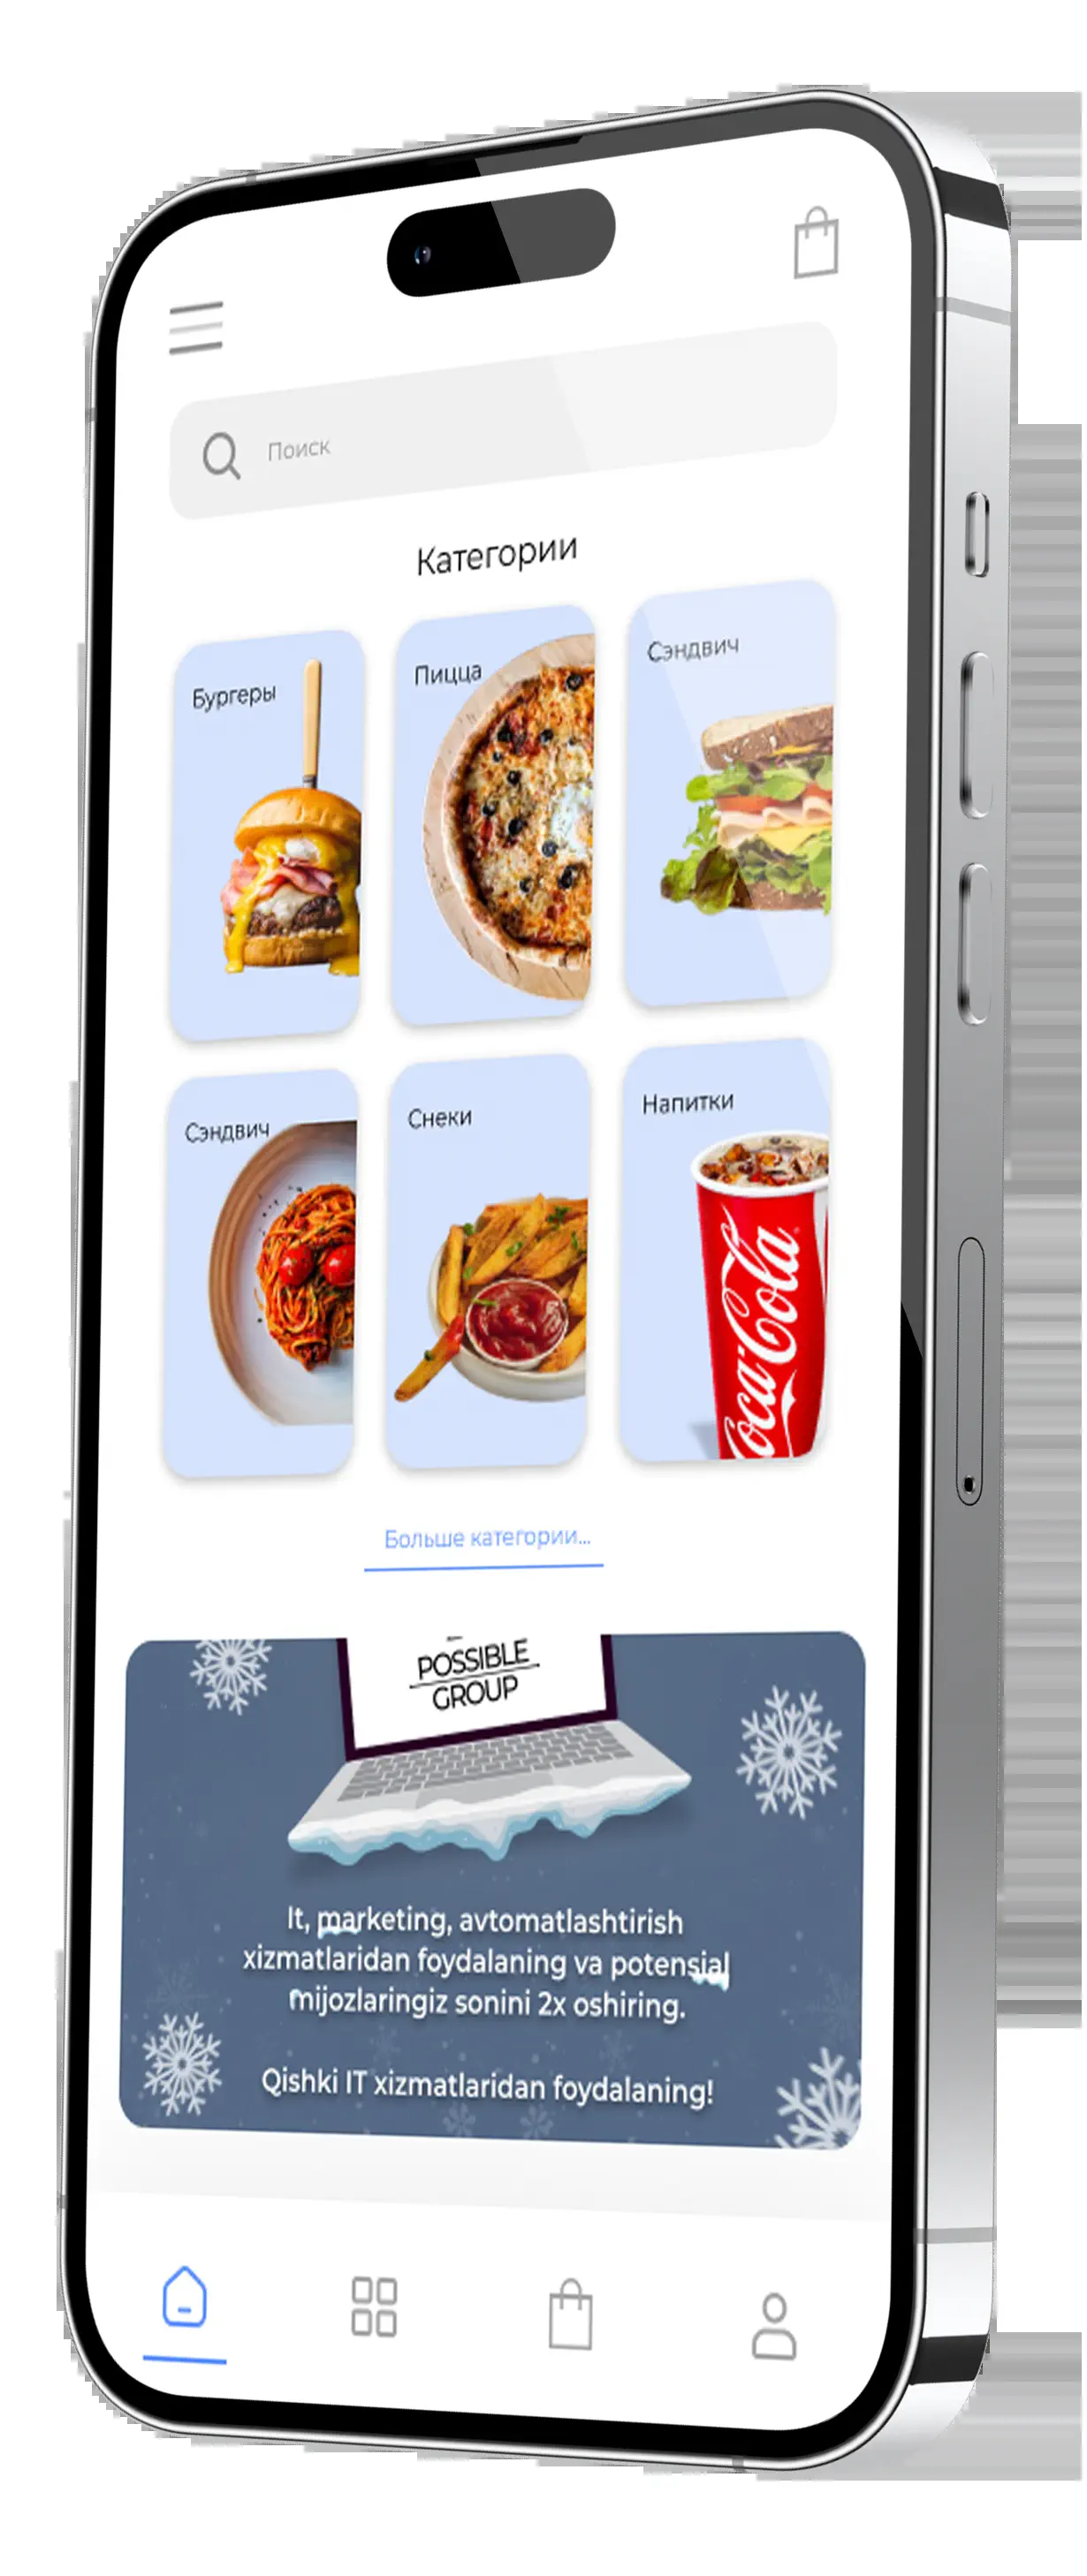 Поиск
Категории
Бургеры
Пицца
Сэндвич
Сэндвич
Снеки
Напитки
Coca-Cola
Больше категории...
POSSIBLE
GROUP
It, marketing, avtomatlashtirish
xizmatlaridan foydalaning va potensial
mijozlaringiz sonini 2x oshiring.
Qishki IT xizmatlaridan foydalaning!